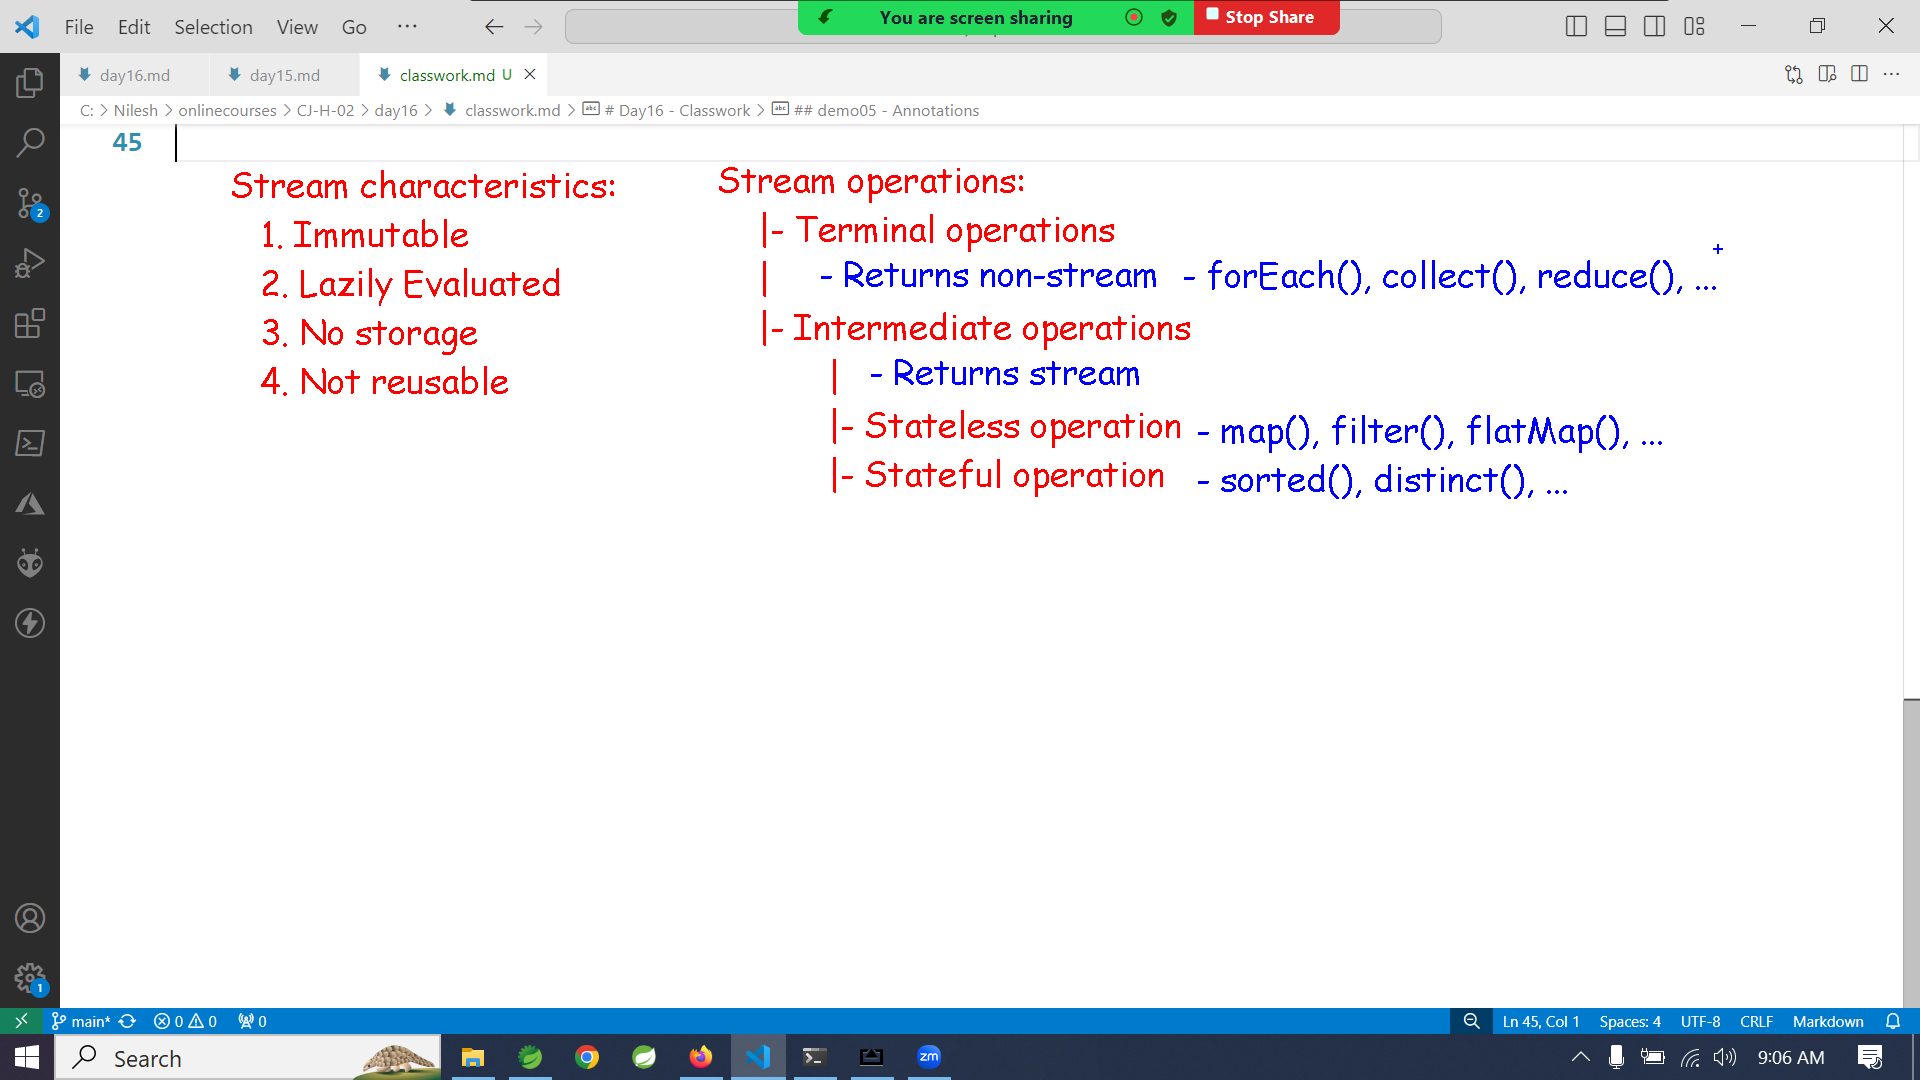 File Edit Selection View Go ···
You are screen sharing
Stop Share
day16.md
day15.md
classwork.md U
C: > Nilesh > onlinecourses > CJ-H-02 > day16 > classwork.md > # Day16 - Classwork > ## demo05 - Annotations
45
Stream characteristics:
1. Immutable
2. Lazily Evaluated
3. No storage
4. Not reusable
Stream operations:
|- Terminal operations
| - Returns non-stream - forEach(), collect(), reduce(), ...
|- Intermediate operations
| - Returns stream
|- Stateless operation - map(), filter(), flatMap(), ...
|- Stateful operation - sorted(), distinct(), ...
2
1
main* 0 0 0
Ln 45, Col 1 Spaces: 4 UTF-8 CRLF Markdown
Search
zm
9:06 AM